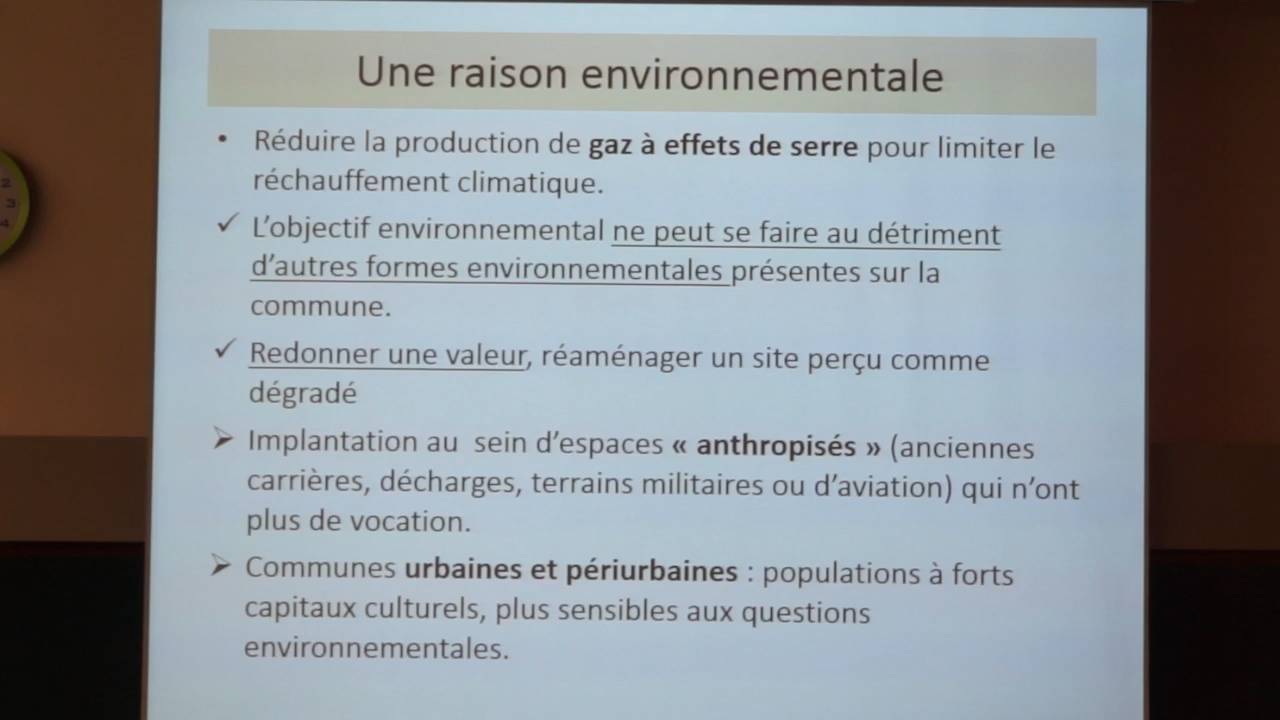 Une raison environnementale
• Réduire la production de gaz à effets de serre pour limiter le
réchauffement climatique.
✓ L'objectif environnemental ne peut se faire au détriment
d'autres formes environnementales présentes sur la
commune.
✓ Redonner une valeur, réaménager un site perçu comme
dégradé
➢ Implantation au sein d'espaces « anthropisés » (anciennes
carrières, décharges, terrains militaires ou d'aviation) qui n'ont
plus de vocation.
➢ Communes urbaines et périurbaines : populations à forts
capitaux culturels, plus sensibles aux questions
environnementales.
2
3
4